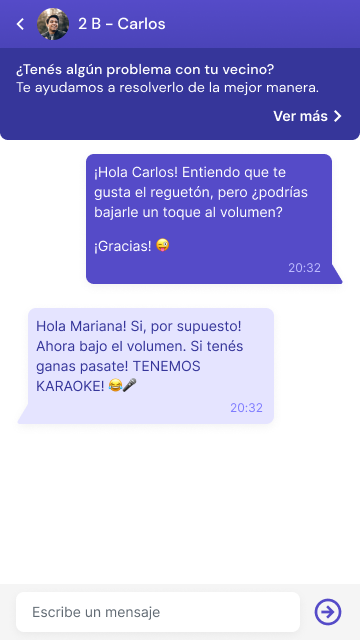 2 B - Carlos
¿Tenés algún problema con tu vecino?
Te ayudamos a resolverlo de la mejor manera.
Ver más
¡Hola Carlos! Entiendo que te
gusta el reguetón, pero ¿podrías
bajarle un toque al volumen?
¡Gracias! 😜
20:32
Hola Mariana! Si, por supuesto!
Ahora bajo el volumen. Si tenés
ganas pasate! TENEMOS
KARAOKE! 😂🎤
20:32
Escribe un mensaje